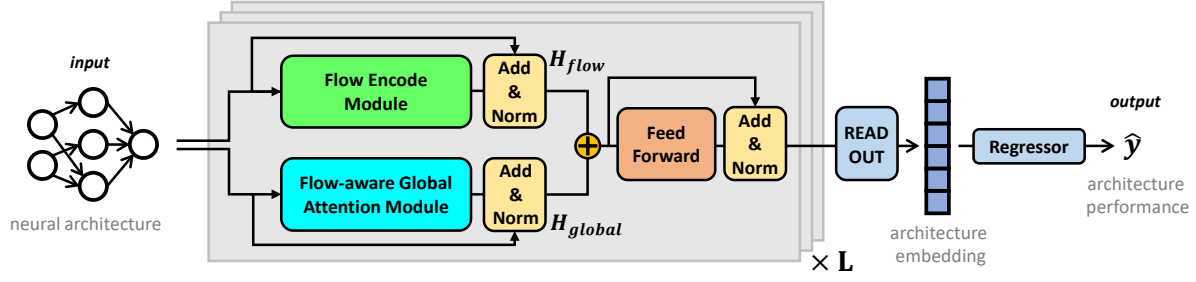 input
neural architecture
Flow Encode
Module
Add
&
Norm
H_flow
Flow-aware Global
Attention Module
Add
&
Norm
H_global
+
Feed
Forward
Add
&
Norm
× L
READ
OUT
architecture
embedding
Regressor
output
ŷ
architecture
performance